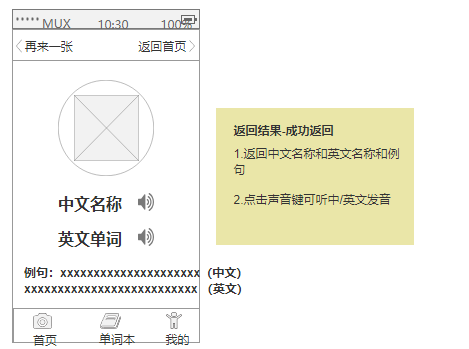 MUX 10:30 100%
再来一张 返回首页
中文名称
英文单词
例句：xxxxxxxxxxxxxxxxxxxxx（中文）
xxxxxxxxxxxxxxxxxxxxxxxxxx（英文）
首页 单词本 我的
返回结果-成功返回
1.返回中文名称和英文名称和例
句
2.点击声音键可听中/英文发音